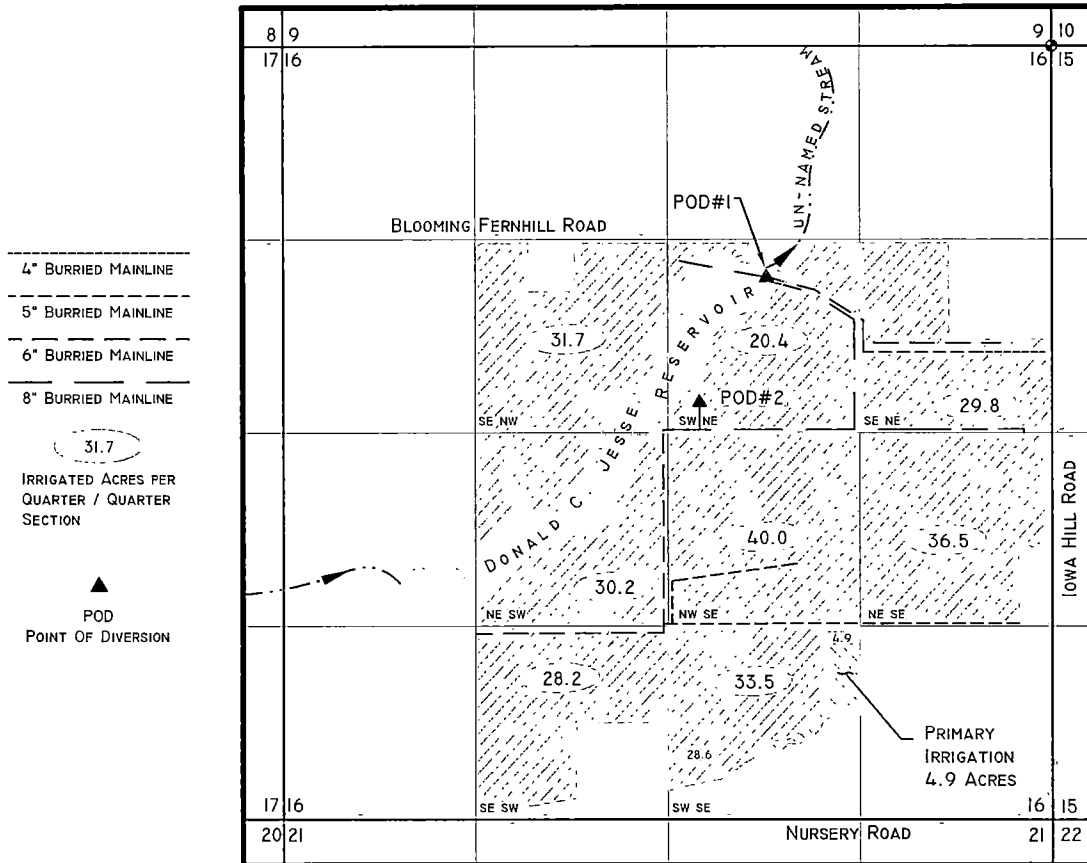 8 9
17 16
9 10
16 15
UN-NAMED STREAM
POD#1
BLOOMING FERNHILL ROAD
4" BURRIED MAINLINE
5" BURRIED MAINLINE
6" BURRIED MAINLINE
8" BURRIED MAINLINE
31.7
IRRIGATED ACRES PER
QUARTER / QUARTER
SECTION
POD
POINT OF DIVERSION
31.7
20.4
29.8
POD#2
SE NW
SW NE
SE NE
DONALD C. JESSE RESERVOIR
IOWA HILL ROAD
40.0
36.5
30.2
NE SW
NW SE
NE SE
4.9
28.2
33.5
28.6
PRIMARY
IRRIGATION
4.9 ACRES
SE SW
SW SE
17 16
20 21
16 15
21 22
NURSERY ROAD